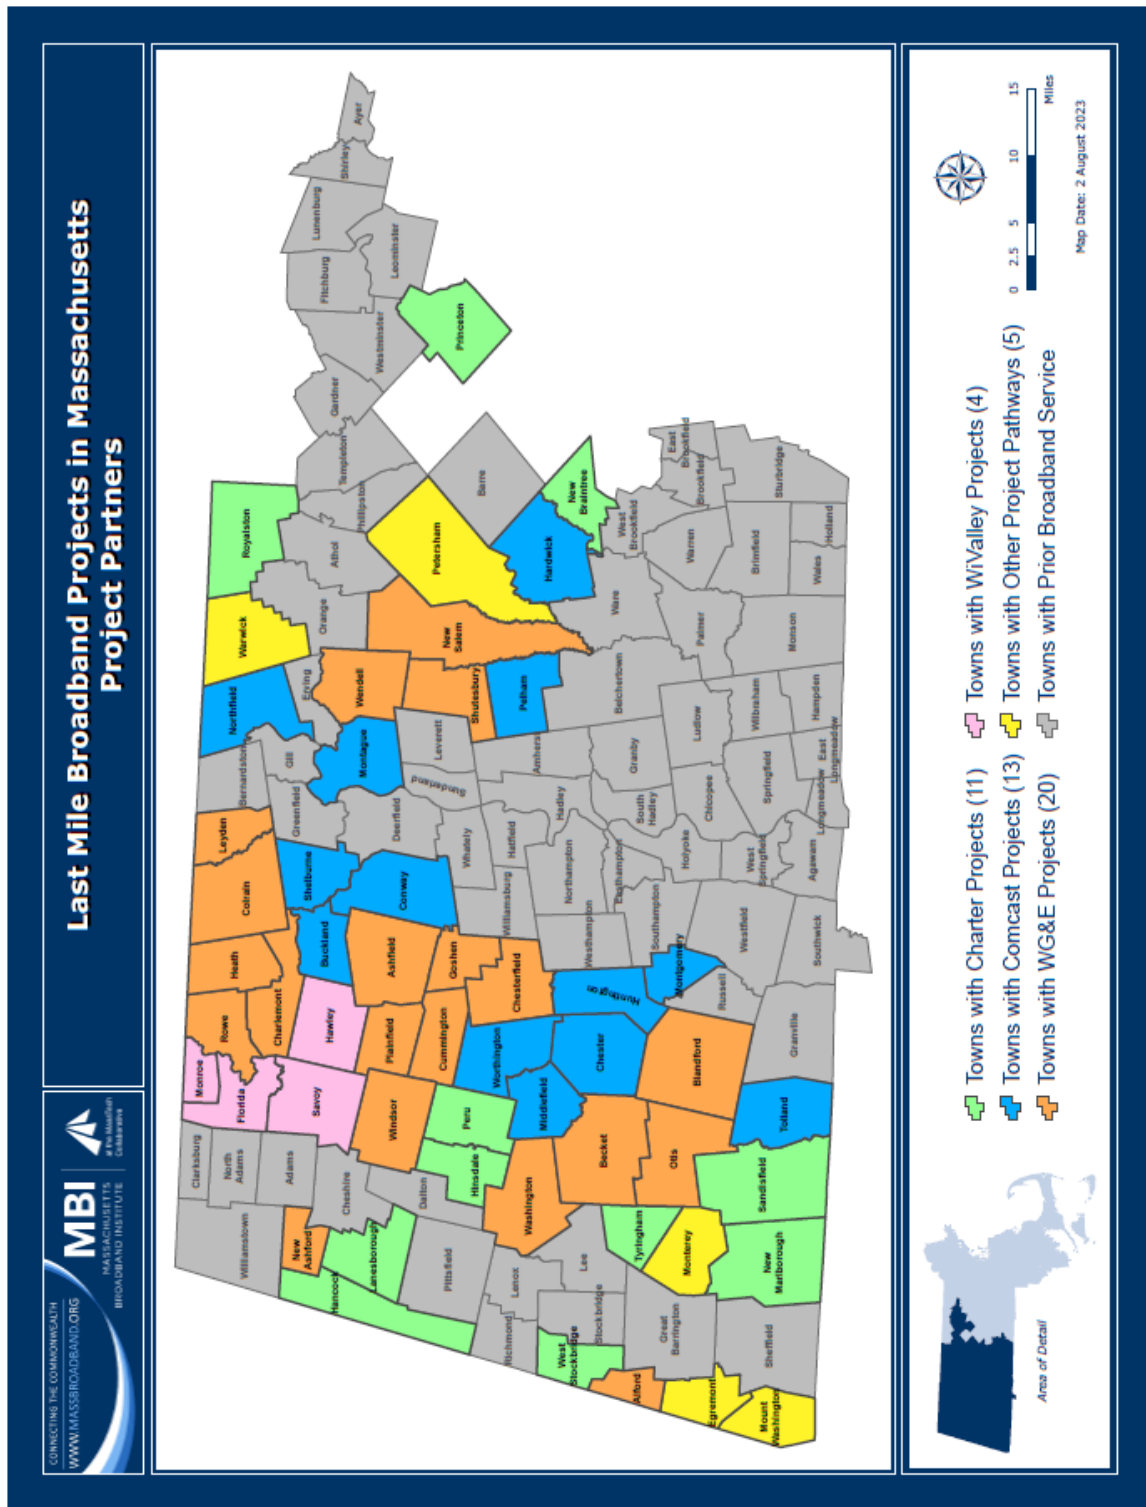 Last Mile Broadband Projects in Massachusetts
Project Partners
CONNECTING THE COMMONWEALTH
WWW.MASSBROADBAND.ORG
MBI
MASSACHUSETTS
BROADBAND INSTITUTE
at the MassTech
Collaborative
Clarksburg
Williamstown
North
Adams
Adams
Monroe
Florida
Rowe
Heath
Colrain
Leyden
Bernardston
Northfield
Warwick
Royalston
New
Ashford
Hancock
Lanesborough
Cheshire
Savoy
Hawley
Charlemont
Buckland
Shelburne
Greenfield
Gill
Erving
Orange
Athol
Phillipston
Templeton
Gardner
Westminster
Fitchburg
Lunenburg
Shirley
Ayer
Leominster
Princeton
Pittsfield
Dalton
Windsor
Plainfield
Ashfield
Conway
Deerfield
Montague
Wendell
New
Salem
Petersham
Barre
Hinsdale
Peru
Cummington
Goshen
Whately
Sunderland
Leverett
Shutesbury
Richmond
Lenox
Washington
Middlefield
Worthington
Chesterfield
Williamsburg
Hatfield
Hadley
Amherst
Pelham
Hardwick
New
Braintree
West
Stockbridge
Stockbridge
Lee
Becket
Chester
Huntington
Westhampton
Northampton
Easthampton
South
Hadley
Granby
Belchertown
Ware
West
Brookfield
Brookfield
East
Brookfield
Alford
Great
Barrington
Tyringham
Monterey
Otis
Blandford
Montgomery
Russell
Southampton
Holyoke
Chicopee
Ludlow
Palmer
Warren
Sturbridge
Egremont
Mount
Washington
Sheffield
New
Marlborough
Sandisfield
Tolland
Granville
Westfield
Southwick
West
Springfield
Agawam
Springfield
Longmeadow
East
Longmeadow
Wilbraham
Hampden
Monson
Brimfield
Wales
Holland
Area of Detail
Towns with Charter Projects (11)
Towns with Comcast Projects (13)
Towns with WG&E Projects (20)
Towns with WiValley Projects (4)
Towns with Other Project Pathways (5)
Towns with Prior Broadband Service
0 2.5 5 10 15
Miles
Map Date: 2 August 2023